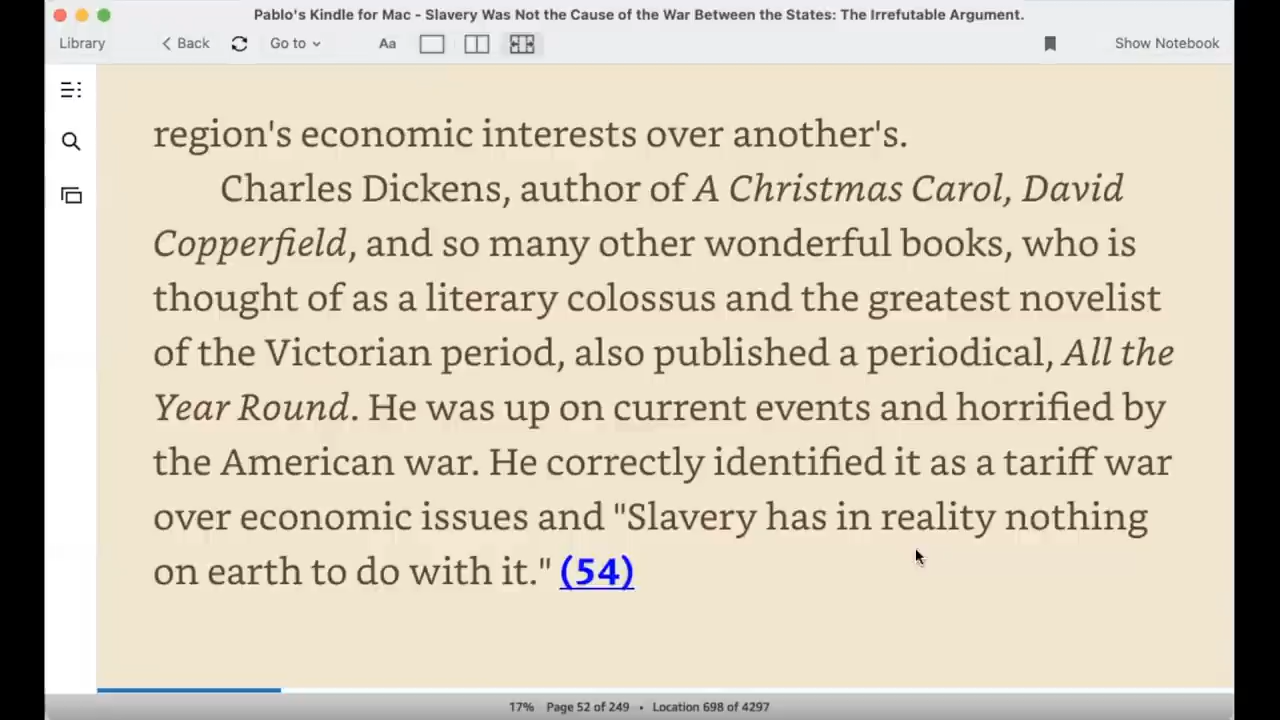 Pablo's Kindle for Mac - Slavery Was Not the Cause of the War Between the States: The Irrefutable Argument.
Library Back Go to Aa Show Notebook
region's economic interests over another's.
Charles Dickens, author of A Christmas Carol, David
Copperfield, and so many other wonderful books, who is
thought of as a literary colossus and the greatest novelist
of the Victorian period, also published a periodical, All the
Year Round. He was up on current events and horrified by
the American war. He correctly identified it as a tariff war
over economic issues and "Slavery has in reality nothing
on earth to do with it." (54)
17% Page 52 of 249 • Location 698 of 4297